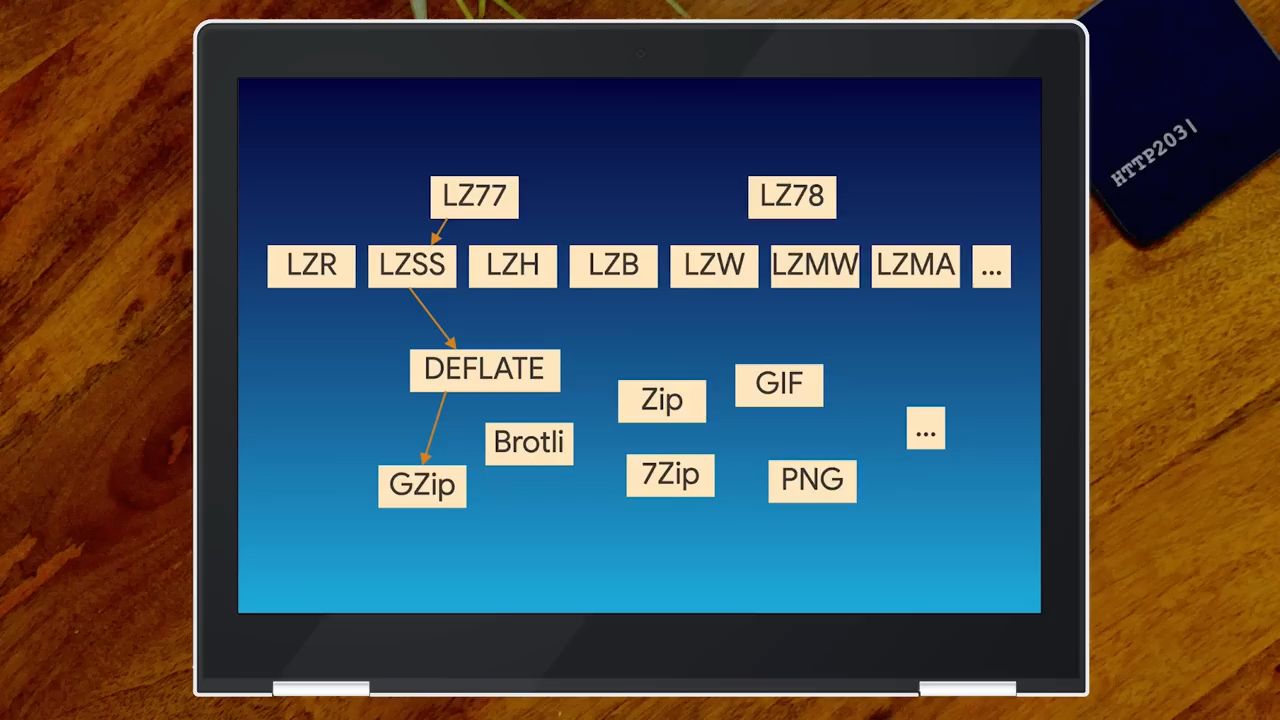 HTTP203|
LZ77
LZ78
LZR
LZSS
LZH
LZB
LZW
LZMW
LZMA
...
DEFLATE
Zip
GIF
...
Brotli
GZip
7Zip
PNG